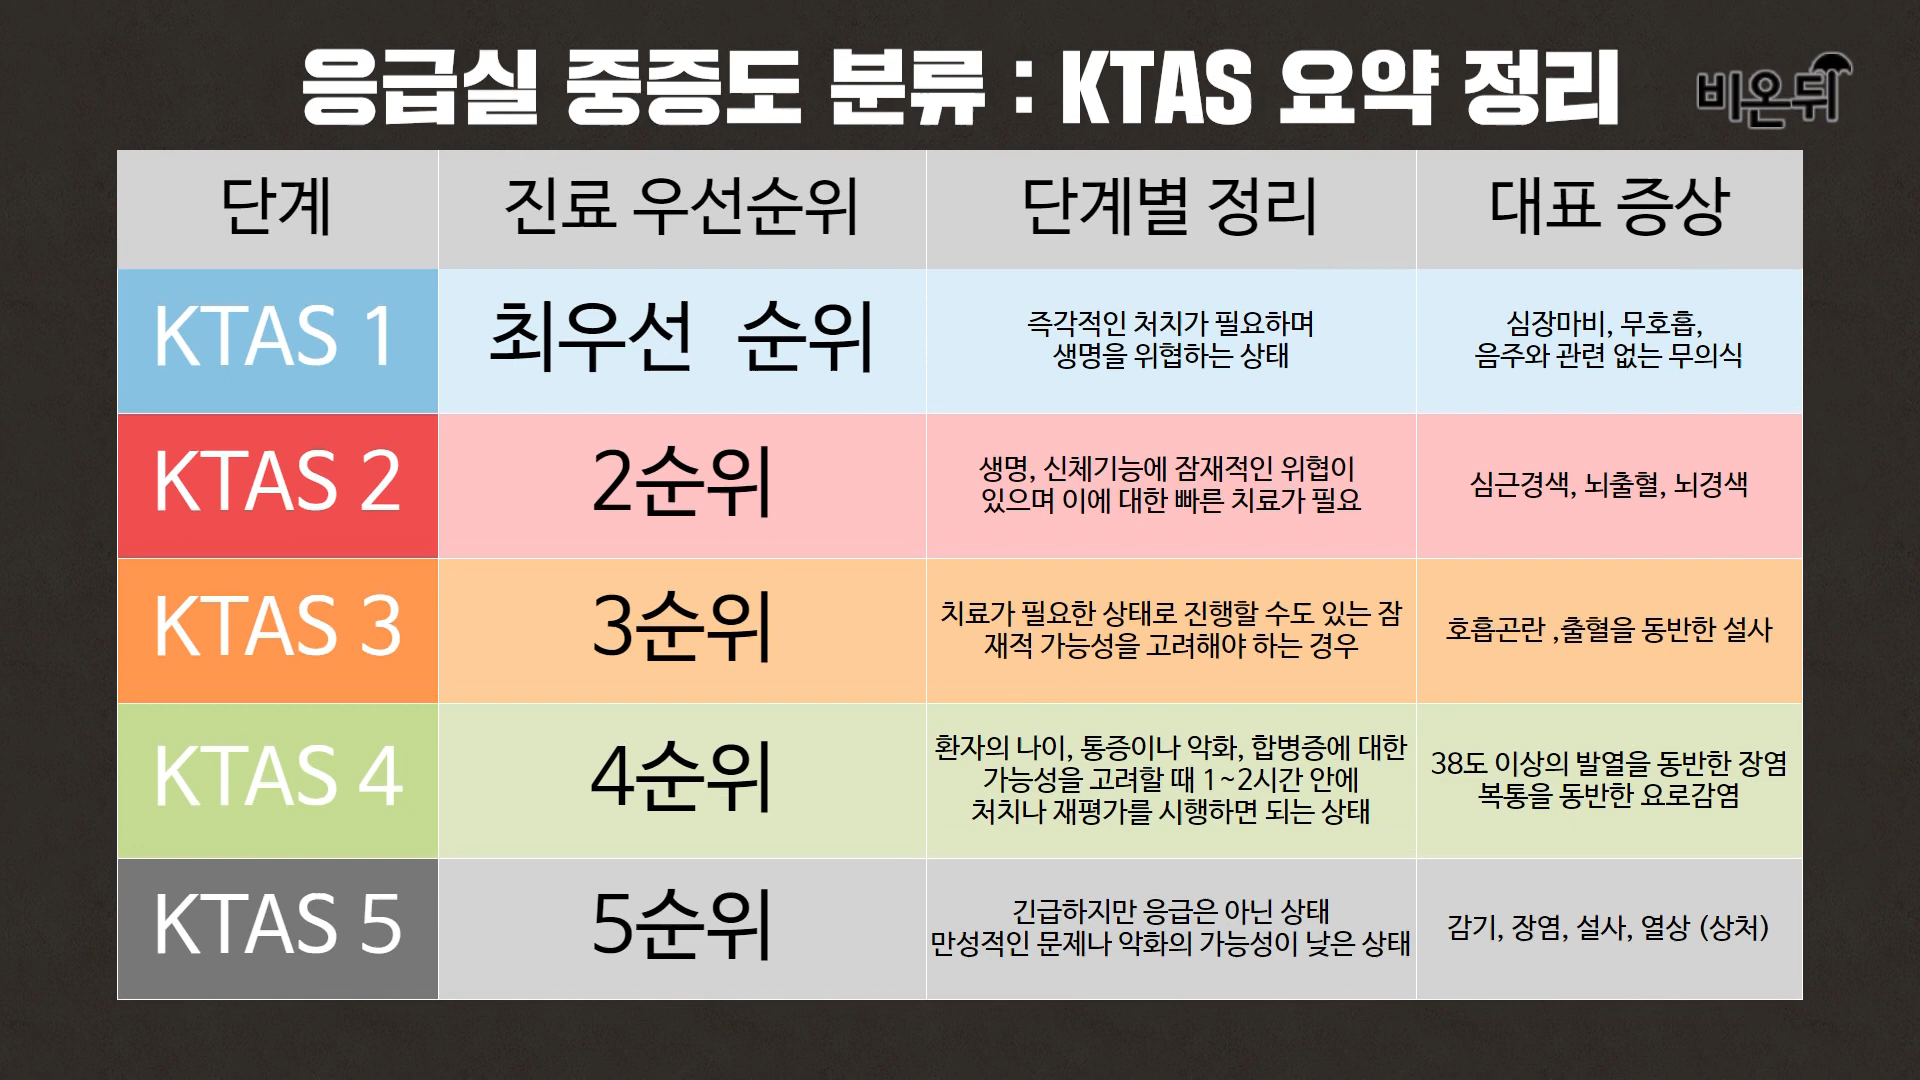 응급실 중증도 분류 : KTAS 요약 정리
비온뒤
단계
진료 우선순위
단계별 정리
대표 증상
KTAS 1
최우선 순위
즉각적인 처치가 필요하며
생명을 위협하는 상태
심장마비, 무호흡,
음주와 관련 없는 무의식
KTAS 2
2순위
생명, 신체기능에 잠재적인 위협이
있으며 이에 대한 빠른 치료가 필요
심근경색, 뇌출혈, 뇌경색
KTAS 3
3순위
치료가 필요한 상태로 진행할 수도 있는 잠
재적 가능성을 고려해야 하는 경우
호흡곤란 ,출혈을 동반한 설사
KTAS 4
4순위
환자의 나이, 통증이나 악화, 합병증에 대한
가능성을 고려할 때 1~2시간 안에
처치나 재평가를 시행하면 되는 상태
38도 이상의 발열을 동반한 장염
복통을 동반한 요로감염
KTAS 5
5순위
긴급하지만 응급은 아닌 상태
만성적인 문제나 악화의 가능성이 낮은 상태
감기, 장염, 설사, 열상 (상처)